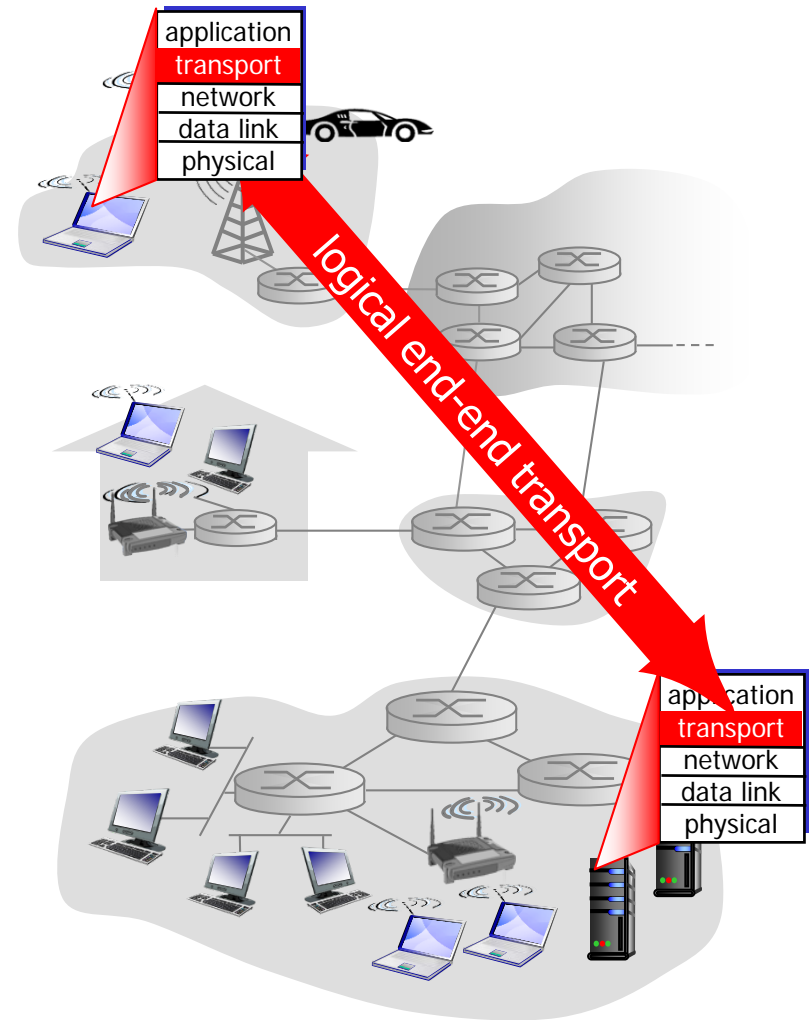 application
transport
network
data link
physical
logical end-end transport
application
transport
network
data link
physical